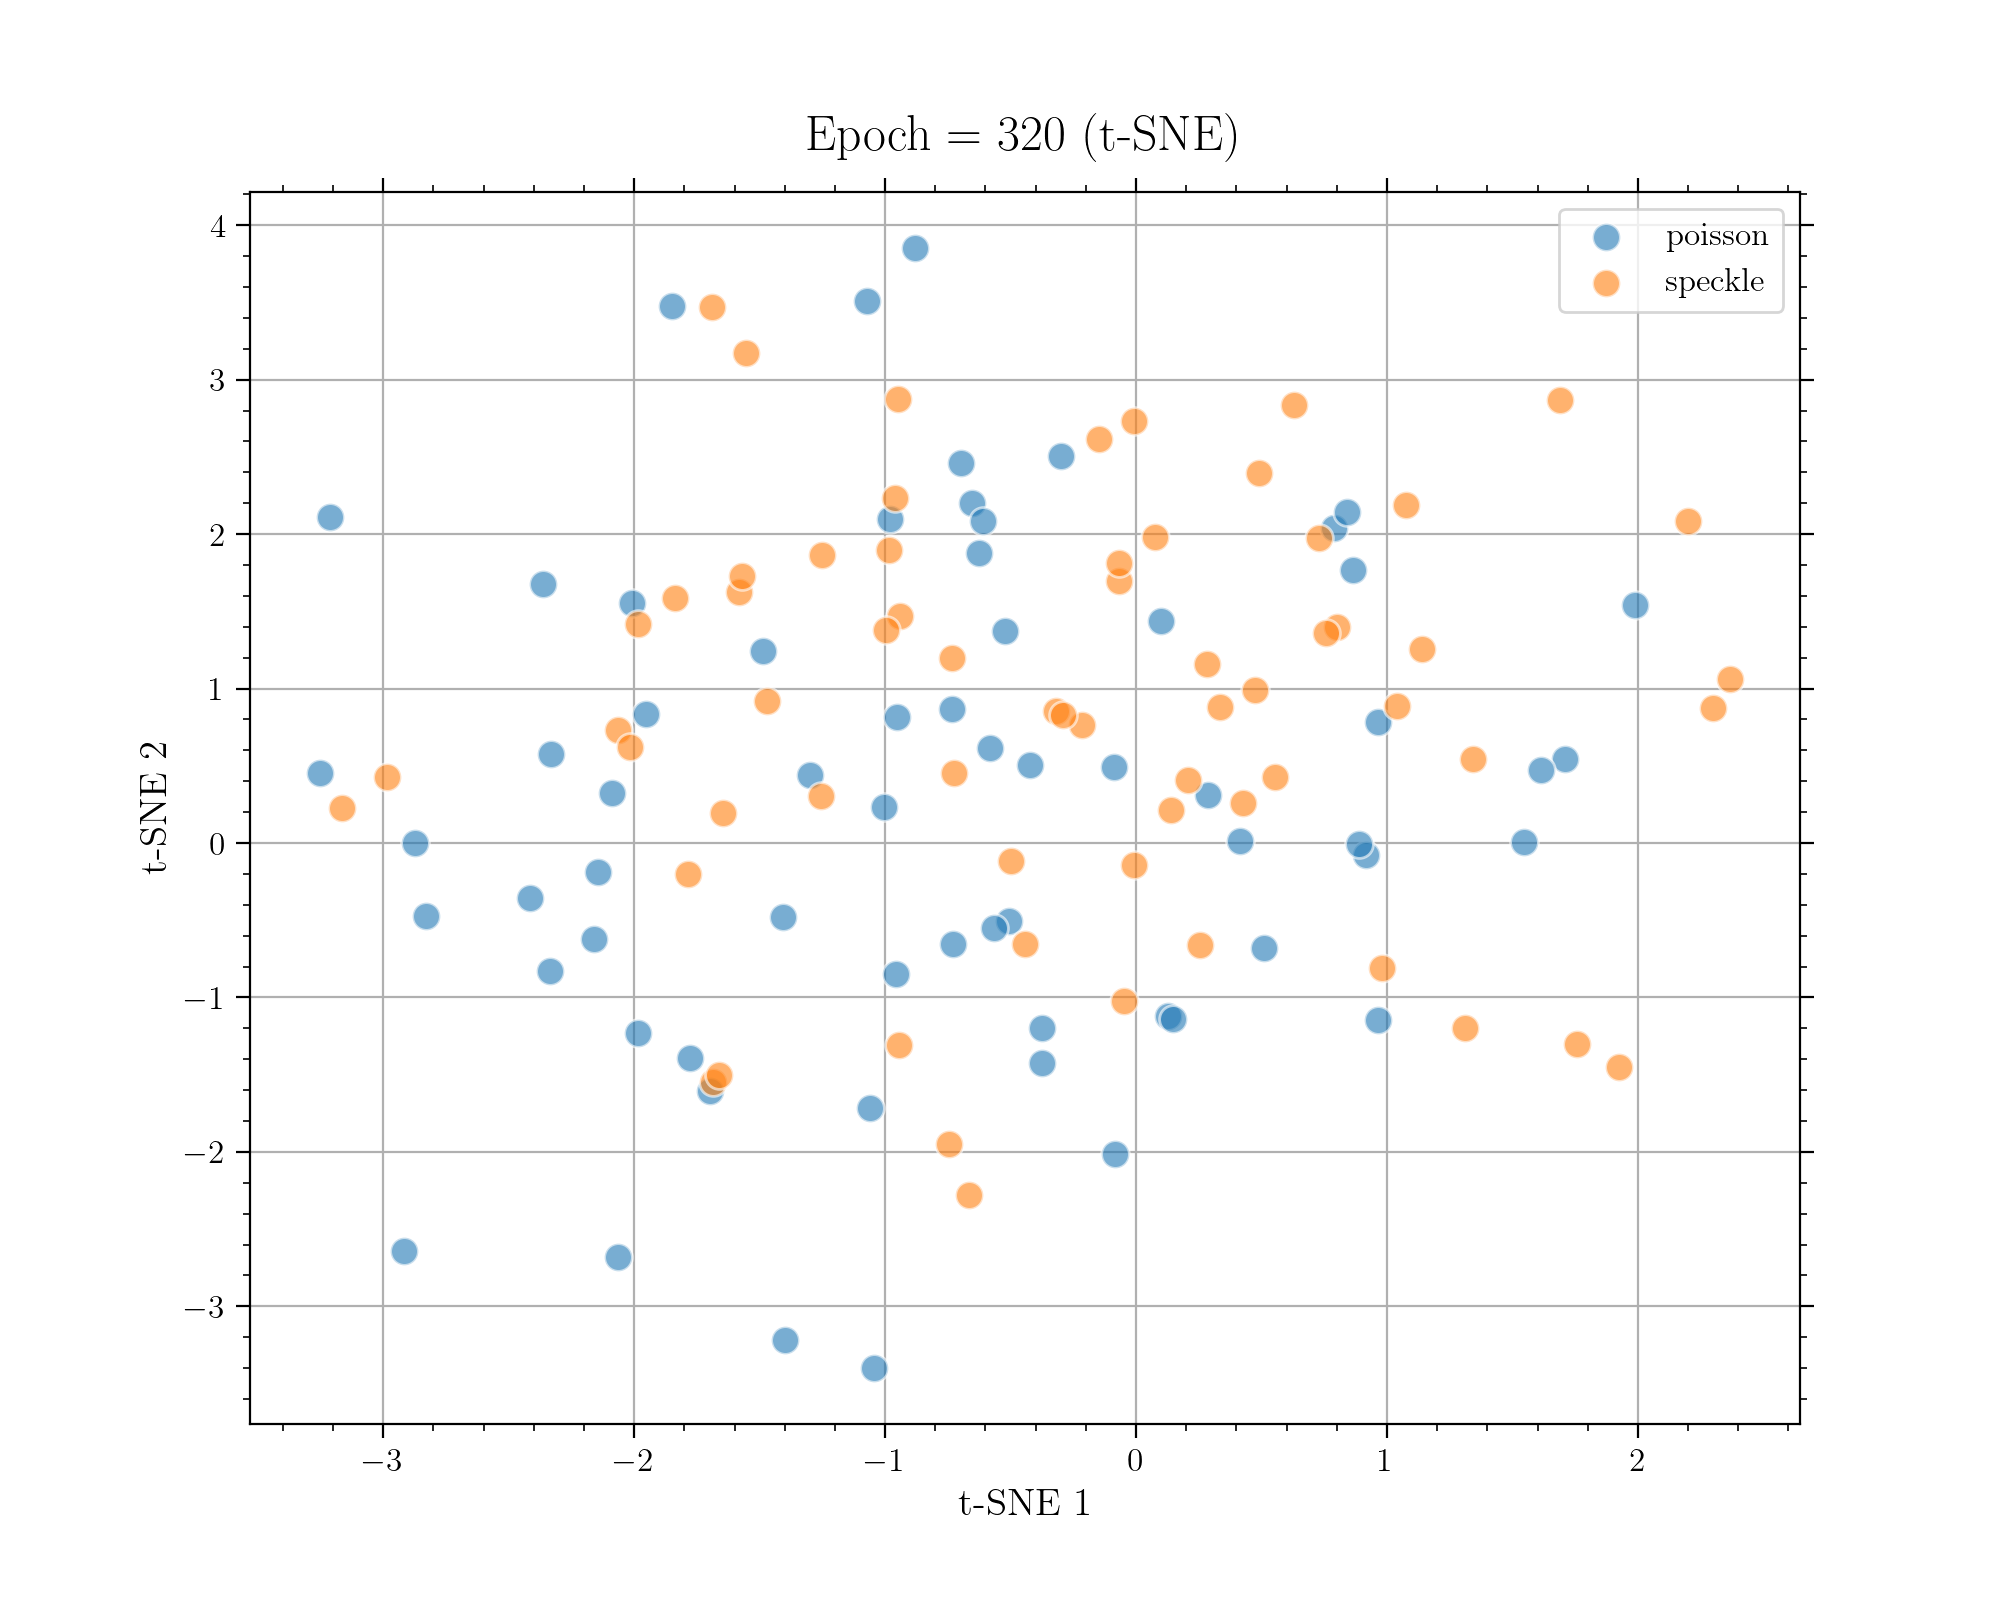 Epoch = 320 (t-SNE)
poisson
speckle
4
3
2
1
0
−1
−2
−3
t-SNE 2
−3 −2 −1 0 1 2
t-SNE 1